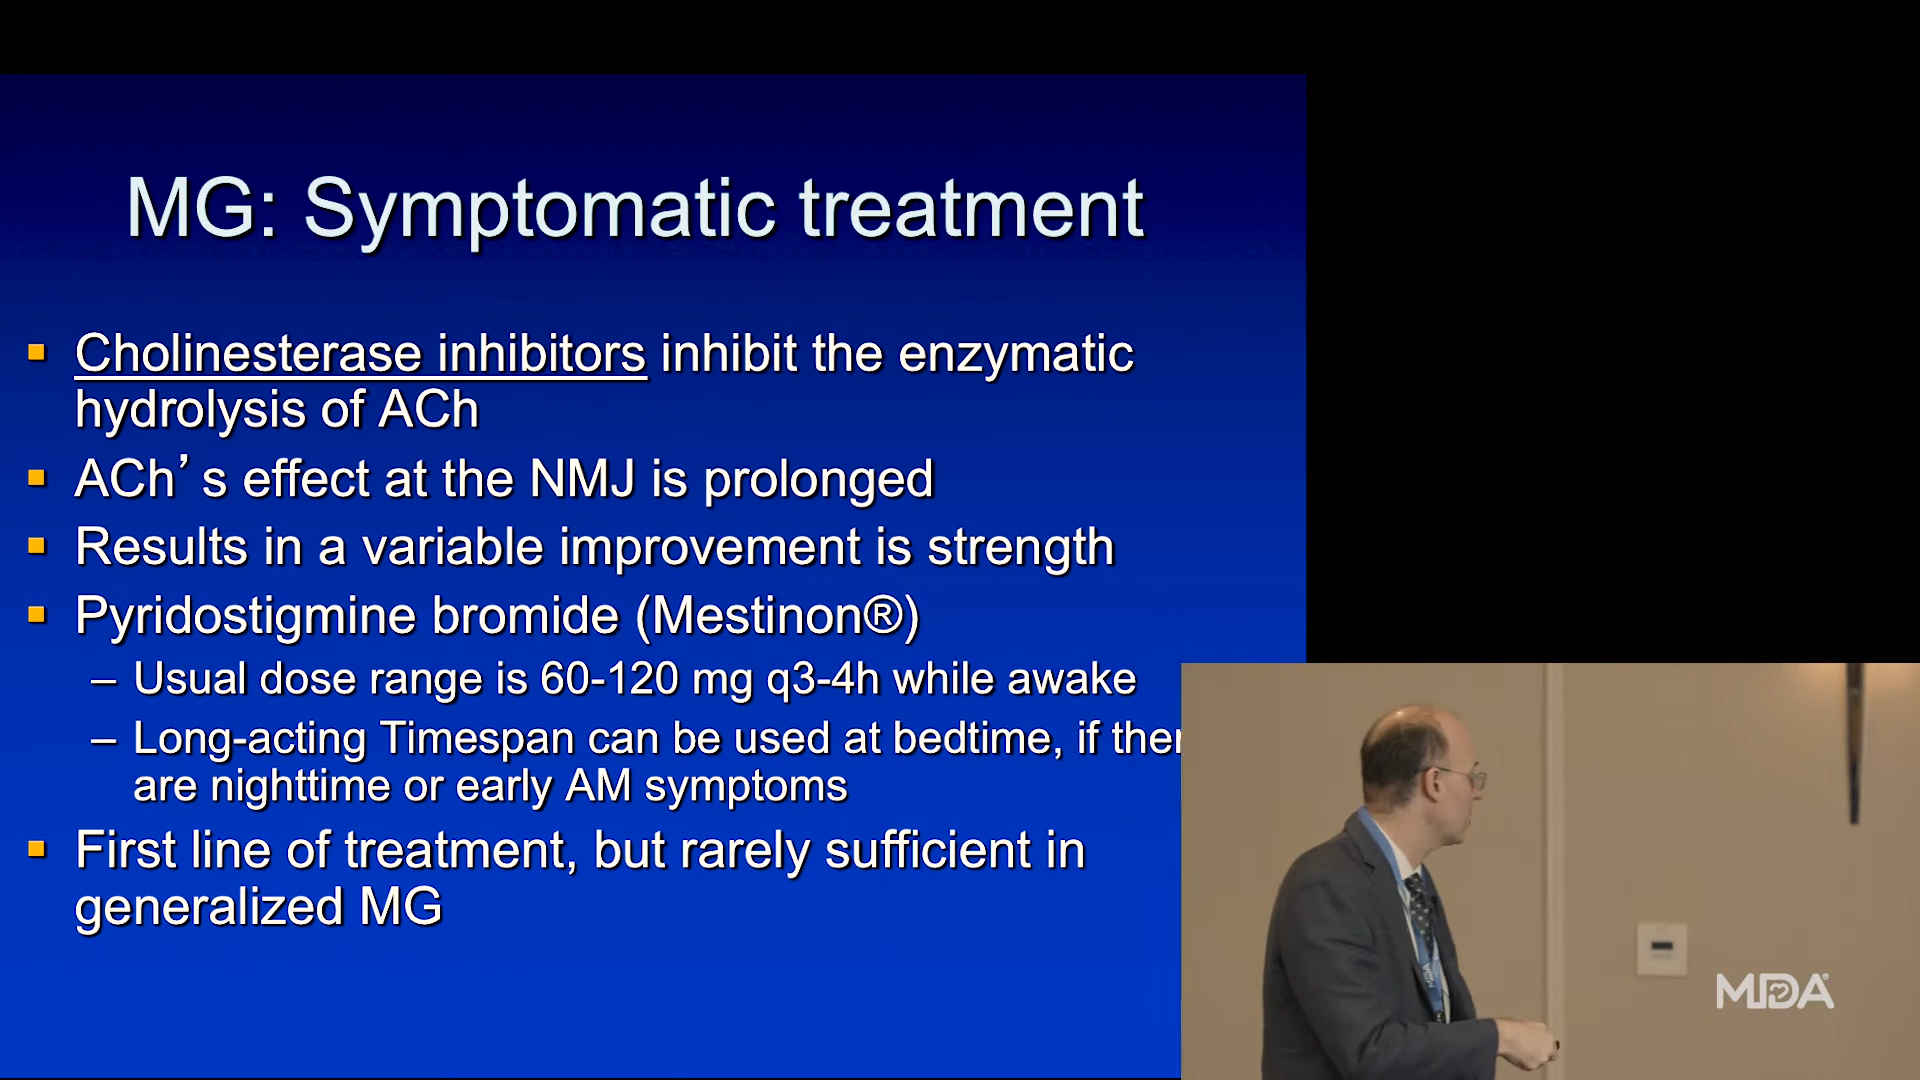 MG: Symptomatic treatment
Cholinesterase inhibitors inhibit the enzymatic
hydrolysis of ACh
ACh’s effect at the NMJ is prolonged
Results in a variable improvement is strength
Pyridostigmine bromide (Mestinon®)
– Usual dose range is 60-120 mg q3-4h while awake
– Long-acting Timespan can be used at bedtime, if
are nighttime or early AM symptoms
First line of treatment, but rarely sufficient in
generalized MG
MDA